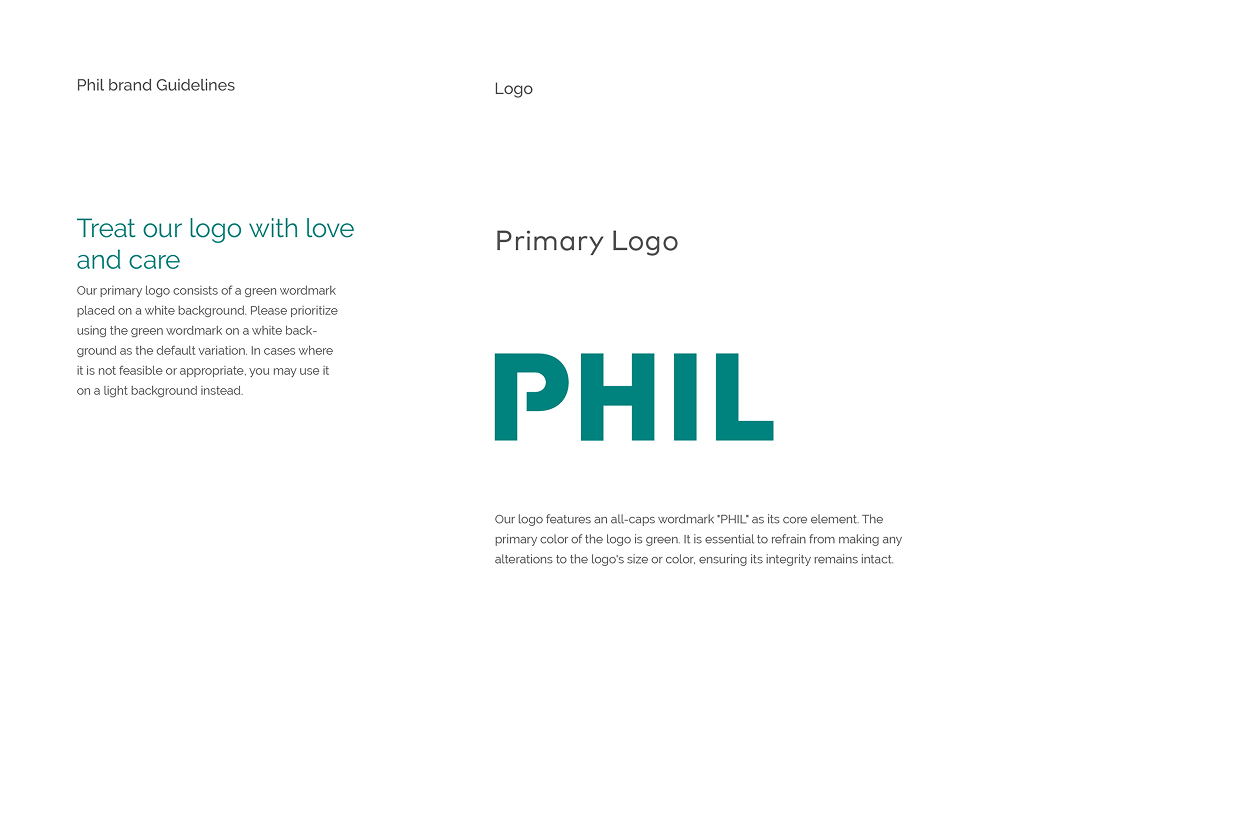 Phil brand Guidelines
Logo
Treat our logo with love
and care
Our primary logo consists of a green wordmark
placed on a white background. Please prioritize
using the green wordmark on a white back-
ground as the default variation. In cases where
it is not feasible or appropriate, you may use it
on a light background instead.
Primary Logo
PHIL
Our logo features an all-caps wordmark "PHIL" as its core element. The
primary color of the logo is green. It is essential to refrain from making any
alterations to the logo's size or color, ensuring its integrity remains intact.